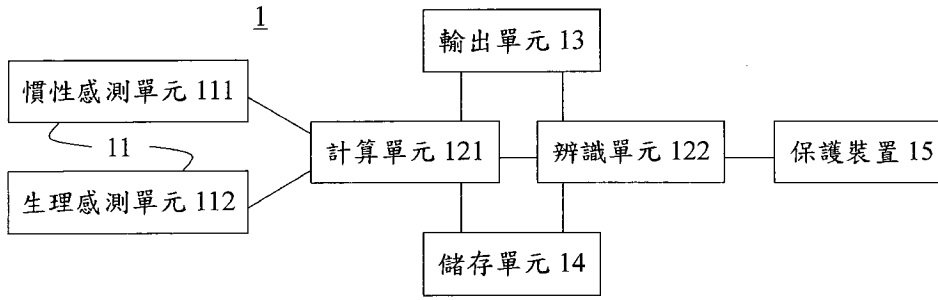 1
輸出單元 13
慣性感測單元 111
11
計算單元 121
辨識單元 122
保護裝置 15
生理感測單元 112
儲存單元 14